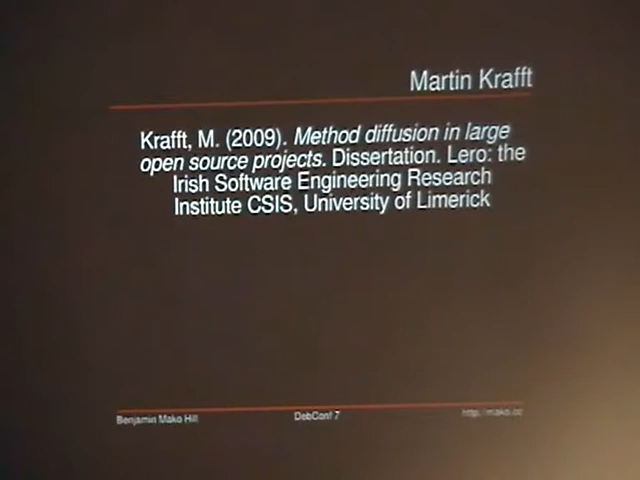 Martin Krafft
Krafft, M. (2009). Method diffusion in large
open source projects. Dissertation. Lero: the
Irish Software Engineering Research
Institute CSIS, University of Limerick
Benjamin Mako Hill DebConf 7 http://mako.cc